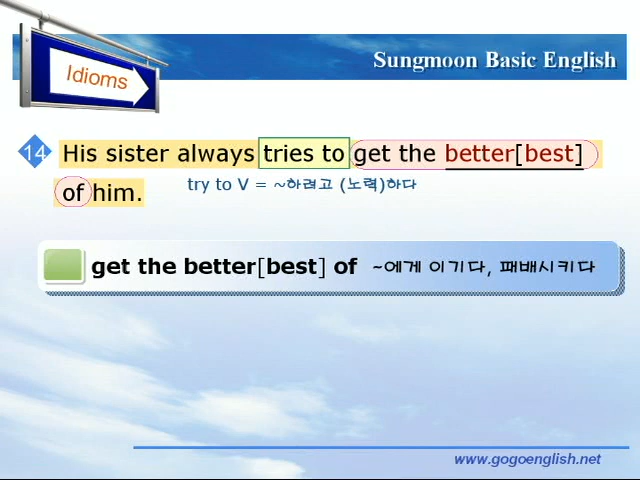 Sungmoon Basic English
Idioms
14 His sister always tries to get the better[best]
of him.
try to V = ~하려고 (노력)하다
get the better[best] of ~에게 이기다, 패배시키다
www.gogoenglish.net